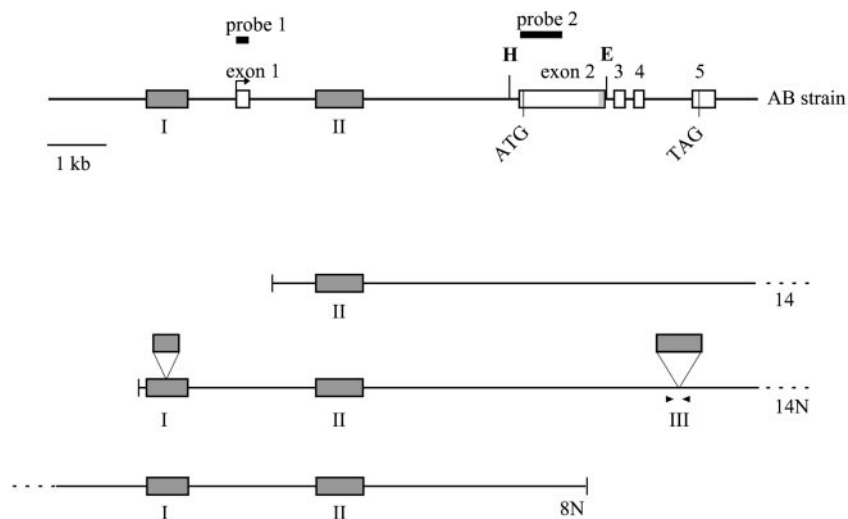 probe 1
probe 2
H
E
exon 1
exon 2
3
4
5
AB strain
I
II
ATG
TAG
1 kb
II
14
I
II
III
14N
I
II
8N